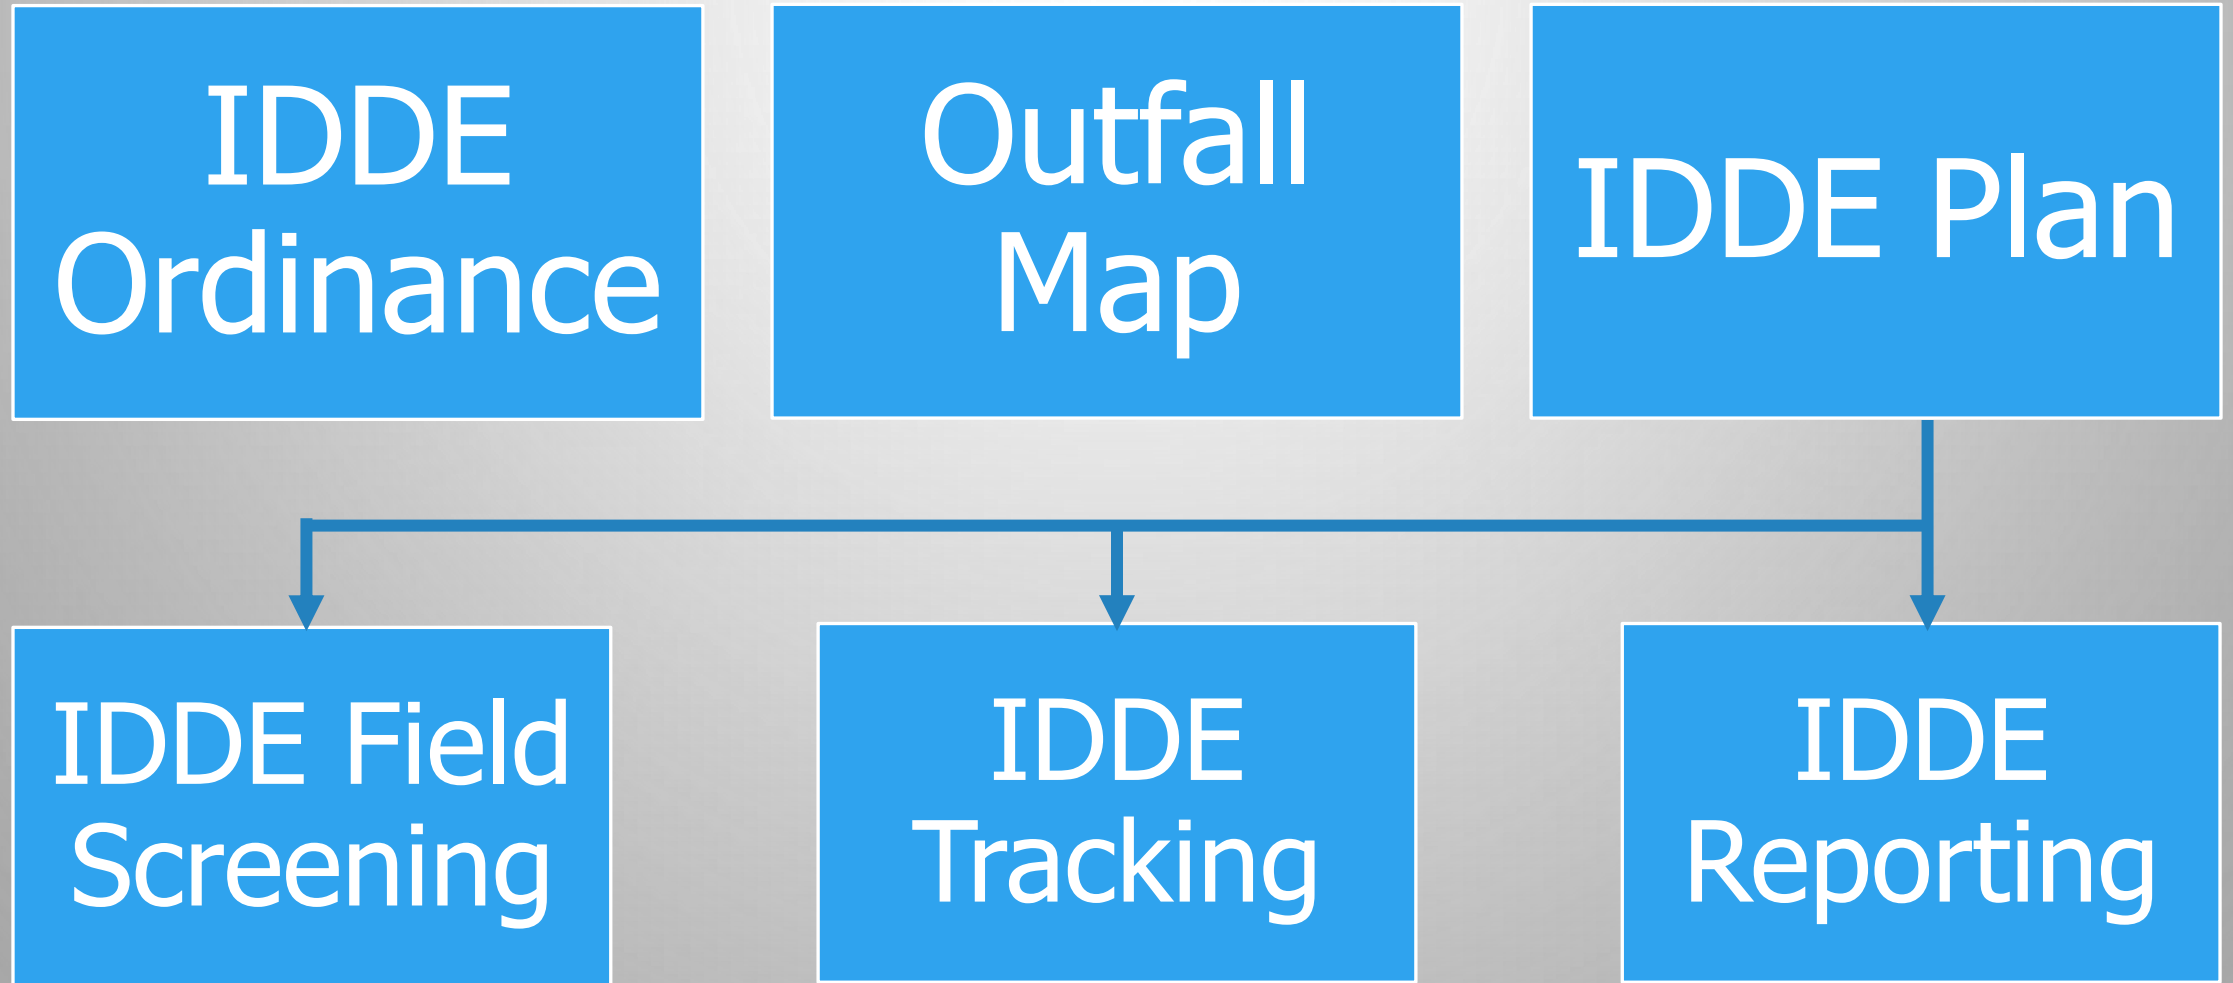 IDDE
Ordinance
Outfall
Map
IDDE Plan
IDDE Field
Screening
IDDE
Tracking
IDDE
Reporting